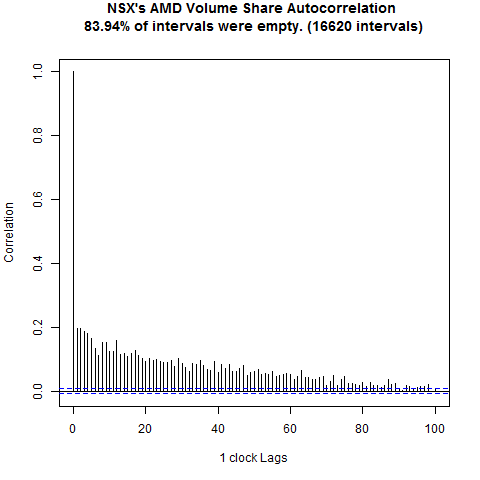 NSX's AMD Volume Share Autocorrelation
83.94% of intervals were empty. (16620 intervals)
1.0
0.8
0.6
0.4
0.2
0.0
Correlation
0 20 40 60 80 100
1 clock Lags